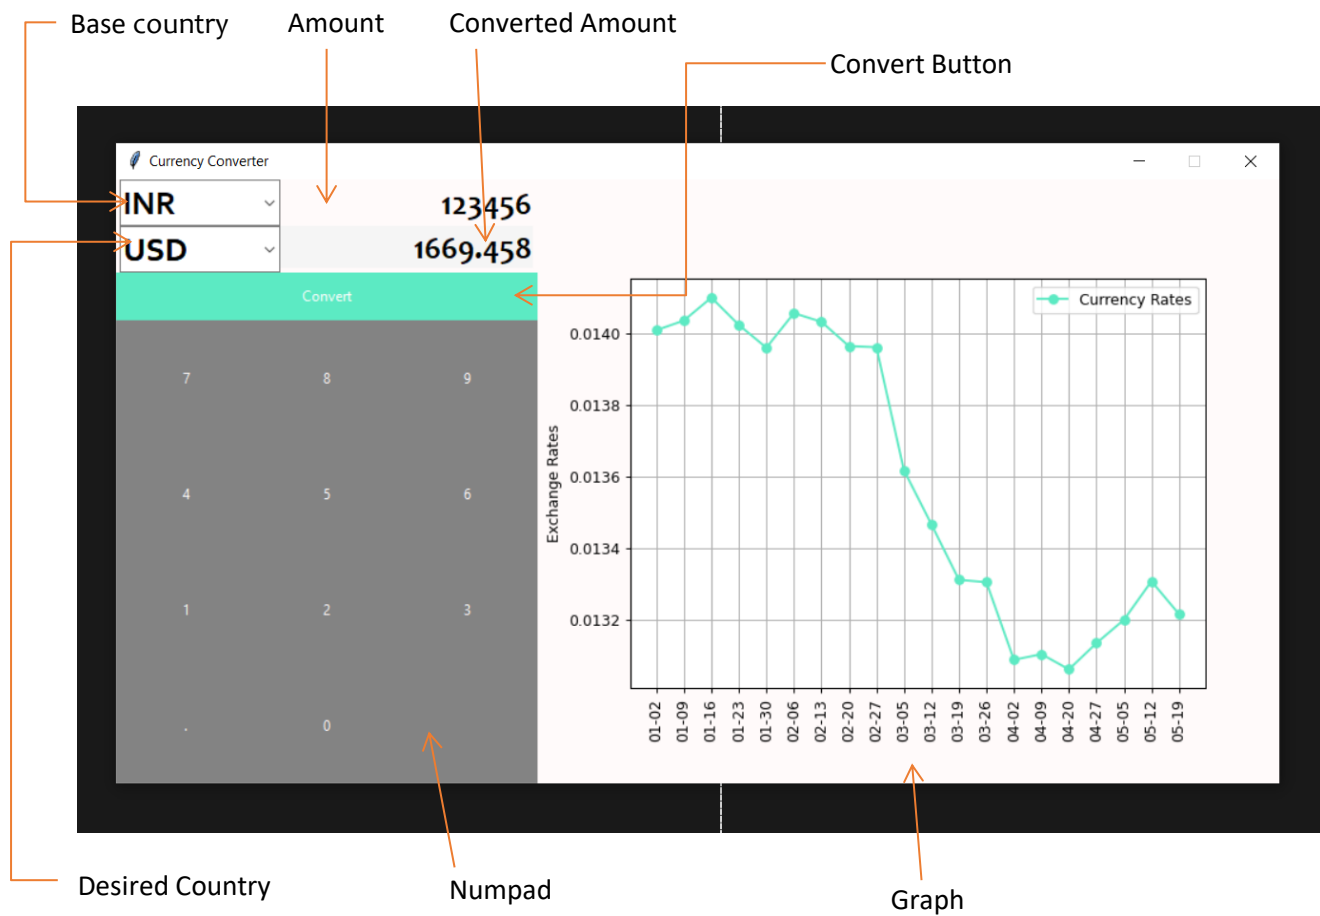 Base country Amount Converted Amount
Convert Button
Currency Converter
INR 123456
USD 1669.458
Convert
7 8 9
4 5 6
1 2 3
. 0
Currency Rates
0.0140
0.0138
0.0136
0.0134
0.0132
Exchange Rates
01-02 01-09 01-16 01-23 01-30 02-06 02-13 02-20 02-27 03-05 03-12 03-19 03-26 04-02 04-09 04-20 04-27 05-05 05-12 05-19
Desired Country Numpad Graph